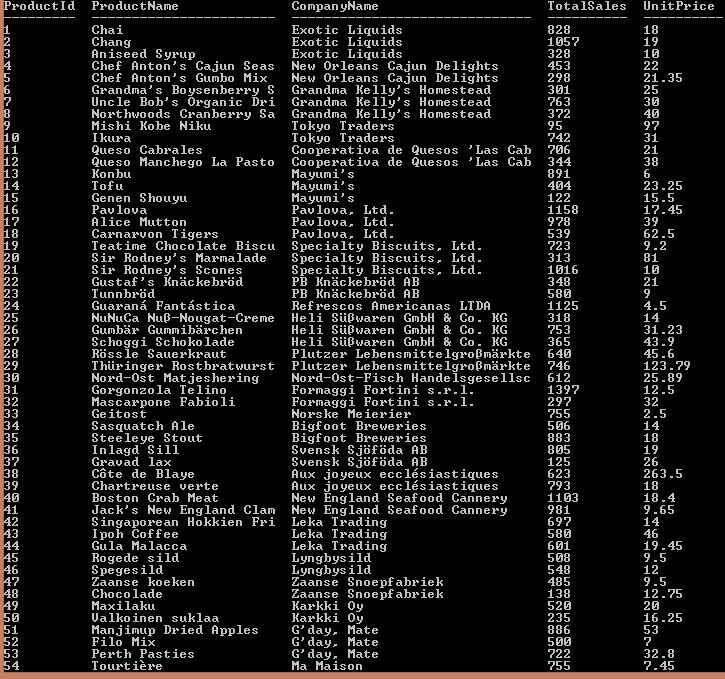 ProductId ProductName CompanyName TotalSales UnitPrice
1 Chai Exotic Liquids 828 18
2 Chang Exotic Liquids 1057 19
3 Aniseed Syrup Exotic Liquids 328 10
4 Chef Anton's Cajun Seas New Orleans Cajun Delights 453 22
5 Chef Anton's Gumbo Mix New Orleans Cajun Delights 298 21.35
6 Grandma's Boysenberry S Grandma Kelly's Homestead 301 25
7 Uncle Bob's Organic Dri Grandma Kelly's Homestead 763 30
8 Northwoods Cranberry Sa Grandma Kelly's Homestead 372 40
9 Mishi Kobe Niku Tokyo Traders 95 97
10 Ikura Tokyo Traders 742 31
11 Queso Cabrales Cooperativa de Quesos 'Las Cab 706 21
12 Queso Manchego La Pasto Cooperativa de Quesos 'Las Cab 344 38
13 Konbu Mayumi's 891 6
14 Tofu Mayumi's 404 23.25
15 Genen Shouyu Mayumi's 122 15.5
16 Pavlova Pavlova, Ltd. 1158 17.45
17 Alice Mutton Pavlova, Ltd. 978 39
18 Carnarvon Tigers Pavlova, Ltd. 539 62.5
19 Teatime Chocolate Biscu Specialty Biscuits, Ltd. 723 9.2
20 Sir Rodney's Marmalade Specialty Biscuits, Ltd. 313 81
21 Sir Rodney's Scones Specialty Biscuits, Ltd. 1016 10
22 Gustaf's Knäckebröd PB Knäckebröd AB 348 21
23 Tunnbröd PB Knäckebröd AB 580 9
24 Guaraná Fantástica Refrescos Americanas LTDA 1125 4.5
25 NuNuCa Nuß-Nougat-Creme Heli Süßwaren GmbH & Co. KG 318 14
26 Gumbär Gummibärchen Heli Süßwaren GmbH & Co. KG 753 31.23
27 Schoggi Schokolade Heli Süßwaren GmbH & Co. KG 365 43.9
28 Rössle Sauerkraut Plutzer Lebensmittelgroßmärkte 640 45.6
29 Thüringer Rostbratwurst Plutzer Lebensmittelgroßmärkte 746 123.79
30 Nord-Ost Matjeshering Nord-Ost-Fisch Handelsgesellsc 612 25.89
31 Gorgonzola Telino Formaggi Fortini s.r.l. 1397 12.5
32 Mascarpone Fabioli Formaggi Fortini s.r.l. 297 32
33 Geitost Norske Meierier 755 2.5
34 Sasquatch Ale Bigfoot Breweries 506 14
35 Steeleye Stout Bigfoot Breweries 883 18
36 Inlagd Sill Svensk Sjöföda AB 805 19
37 Gravad lax Svensk Sjöföda AB 125 26
38 Côte de Blaye Aux joyeux ecclésiastiques 623 263.5
39 Chartreuse verte Aux joyeux ecclésiastiques 793 18
40 Boston Crab Meat New England Seafood Cannery 1103 18.4
41 Jack's New England Clam New England Seafood Cannery 981 9.65
42 Singaporean Hokkien Fri Leka Trading 697 14
43 Ipoh Coffee Leka Trading 580 46
44 Gula Malacca Leka Trading 601 19.45
45 Rogede sild Lyngbysild 508 9.5
46 Spegesild Lyngbysild 548 12
47 Zaanse koeken Zaanse Snoepfabriek 485 9.5
48 Chocolade Zaanse Snoepfabriek 138 12.75
49 Maxilaku Karkki Oy 520 20
50 Valkoinen suklaa Karkki Oy 235 16.25
51 Manjimup Dried Apples G'day, Mate 886 53
52 Filo Mix G'day, Mate 500 7
53 Perth Pasties G'day, Mate 722 32.8
54 Tourtière Ma Maison 755 7.45